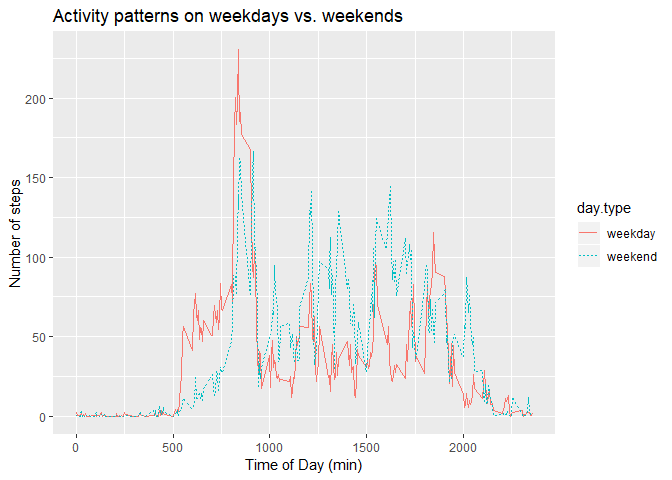 Activity patterns on weekdays vs. weekends
Number of steps
200
150
100
50
0
0
500
1000
1500
2000
Time of Day (min)
day.type
weekday
weekend